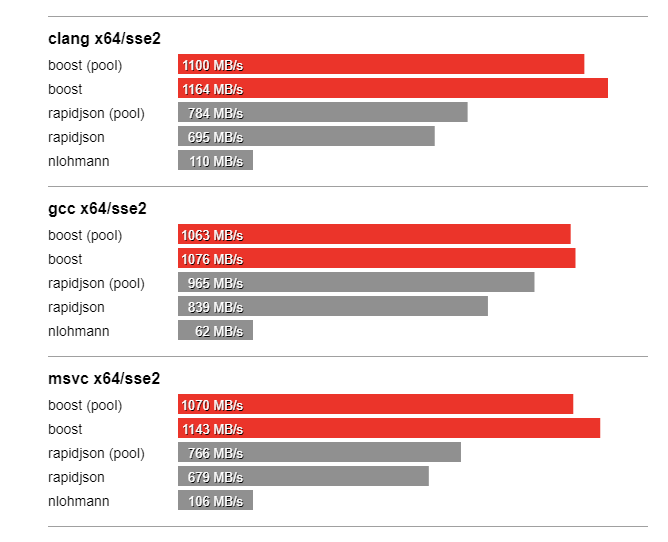 clang x64/sse2
boost (pool) 1100 MB/s
boost 1164 MB/s
rapidjson (pool) 784 MB/s
rapidjson 695 MB/s
nlohmann 110 MB/s
gcc x64/sse2
boost (pool) 1063 MB/s
boost 1076 MB/s
rapidjson (pool) 965 MB/s
rapidjson 839 MB/s
nlohmann 62 MB/s
msvc x64/sse2
boost (pool) 1070 MB/s
boost 1143 MB/s
rapidjson (pool) 766 MB/s
rapidjson 679 MB/s
nlohmann 106 MB/s